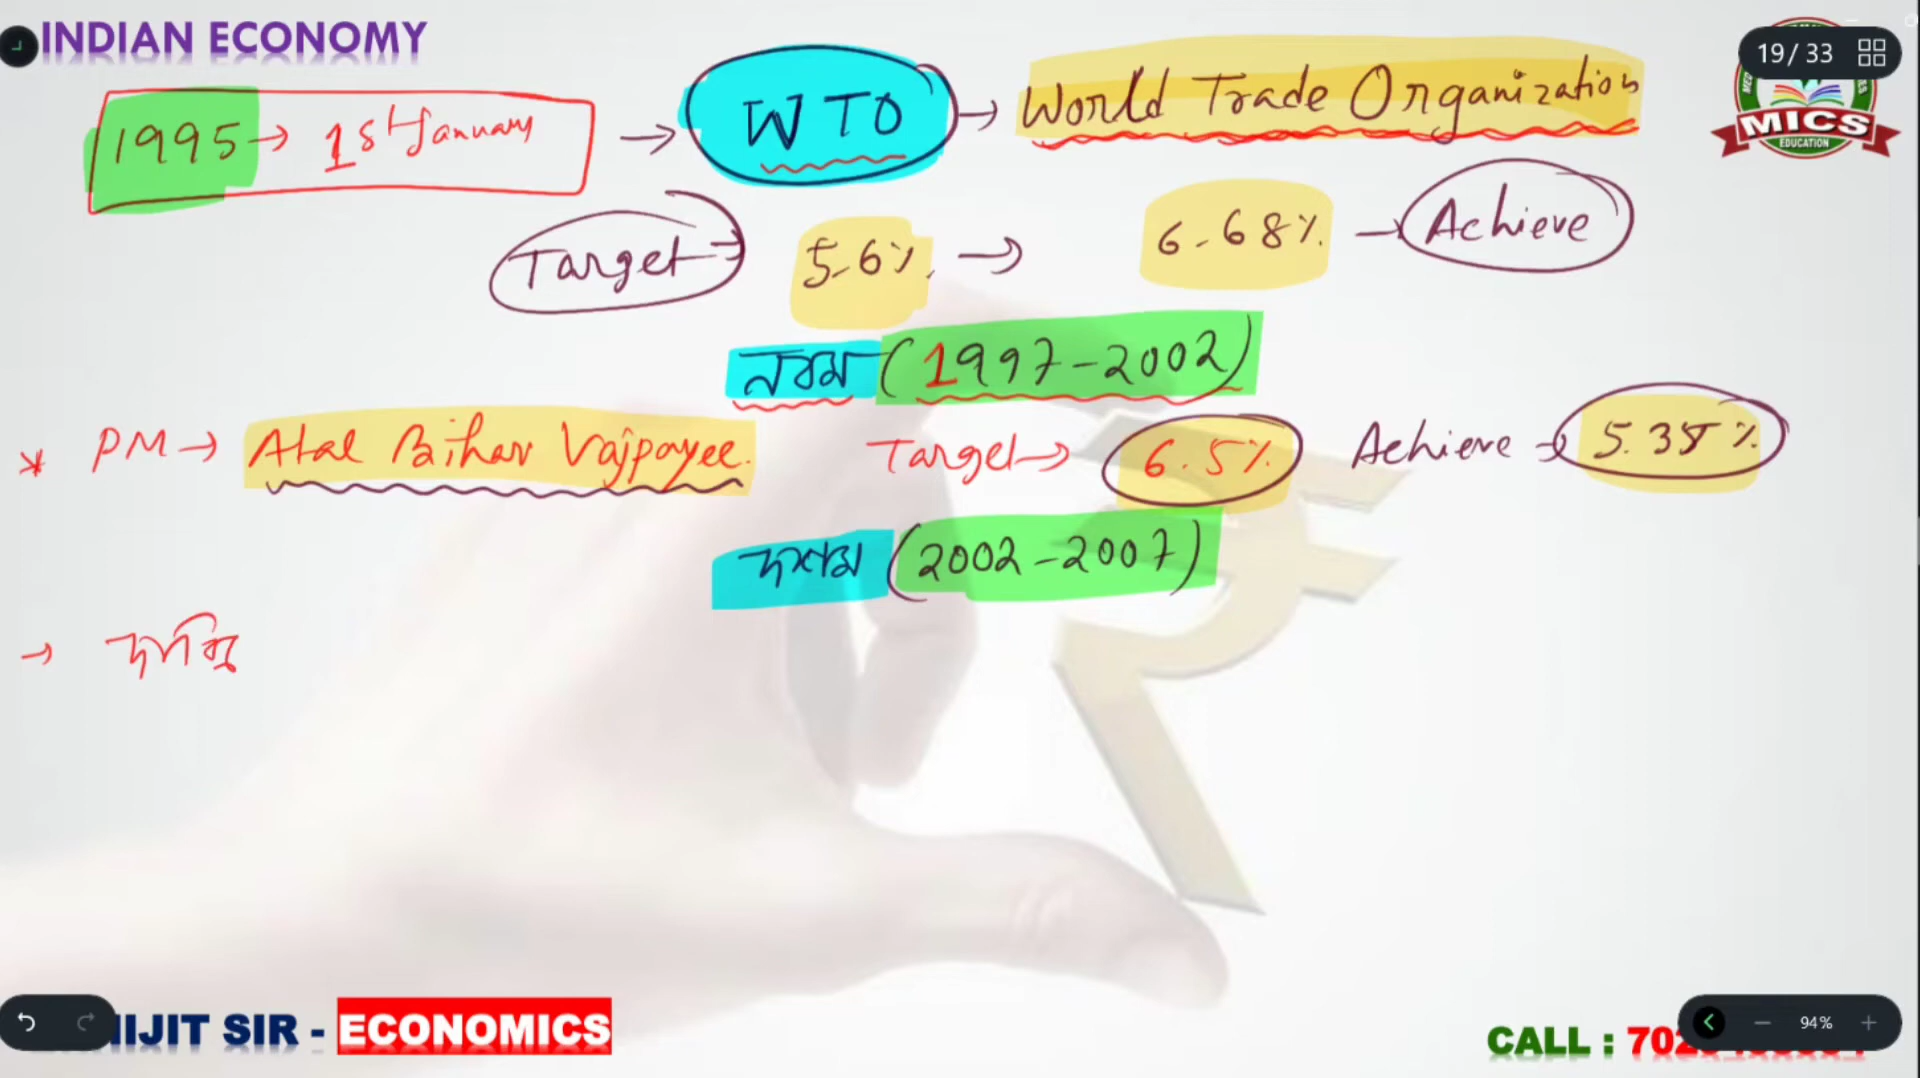 INDIAN ECONOMY
19/33
1995 → 1st January → WTO → World Trade Organization
MICS
EDUCATION
Target → 5.6% → 6.68% → Achieve
নবম (1997-2002)
* PM → Atal Bihar Vajpayee. Target → 6.5% Achieve → 5.35%
দশম (2002-2007)
→
IJIT SIR - ECONOMICS
CALL : 702
94%